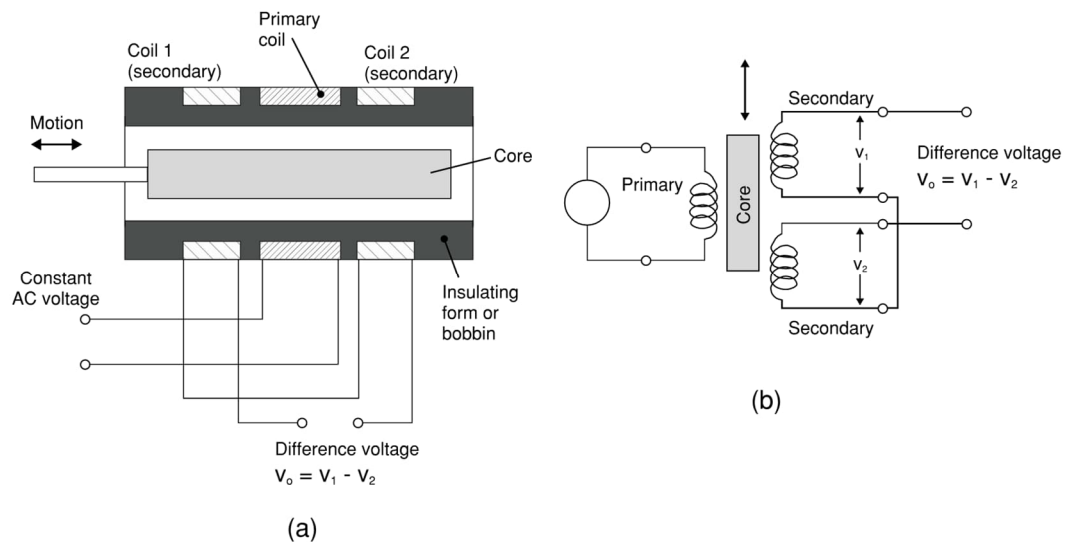 Primary
coil
Coil 1
(secondary)
Coil 2
(secondary)
Motion
Core
Constant
AC voltage
Insulating
form or
bobbin
Difference voltage
vₒ = v₁ - v₂
(a)
Secondary
Primary
Core
v₁
Difference voltage
vₒ = v₁ - v₂
v₂
Secondary
(b)